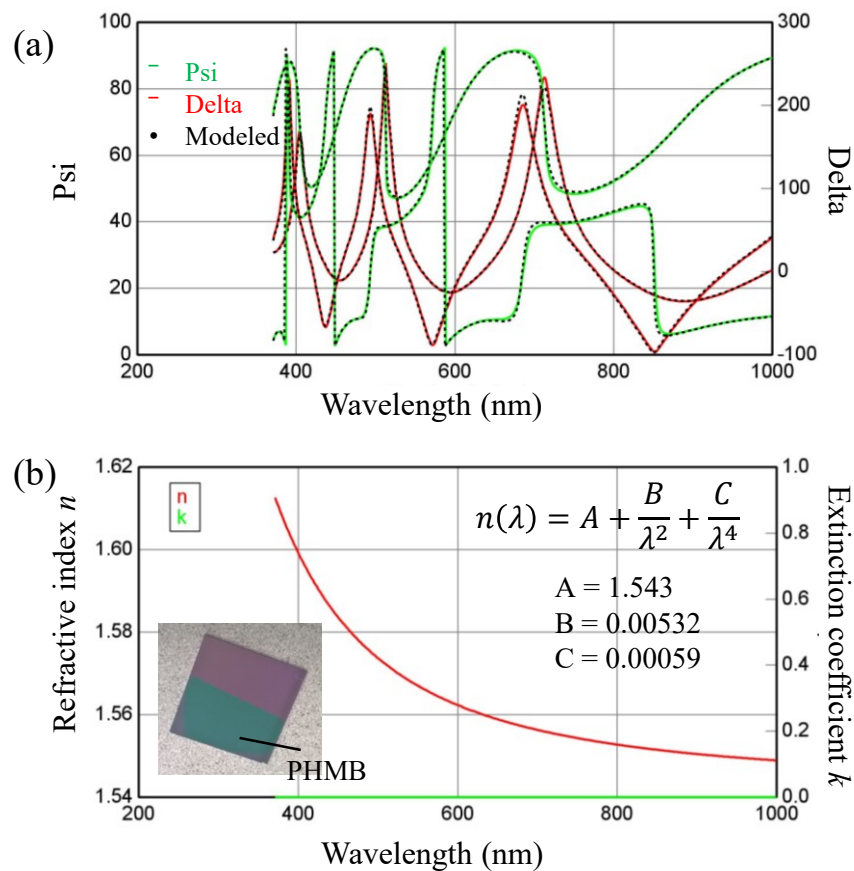 (a)
100
80
60
40
20
0
Psi
300
200
100
0
-100
Delta
Psi
Delta
Modeled
200 400 600 800 1000
Wavelength (nm)
(b)
1.62
1.60
1.58
1.56
1.54
Refractive index n
n
k
n(λ) = A + B/λ² + C/λ⁴
A = 1.543
B = 0.00532
C = 0.00059
PHMB
1.0
0.8
0.6
0.4
0.2
0.0
Extinction coefficient k
200 400 600 800 1000
Wavelength (nm)